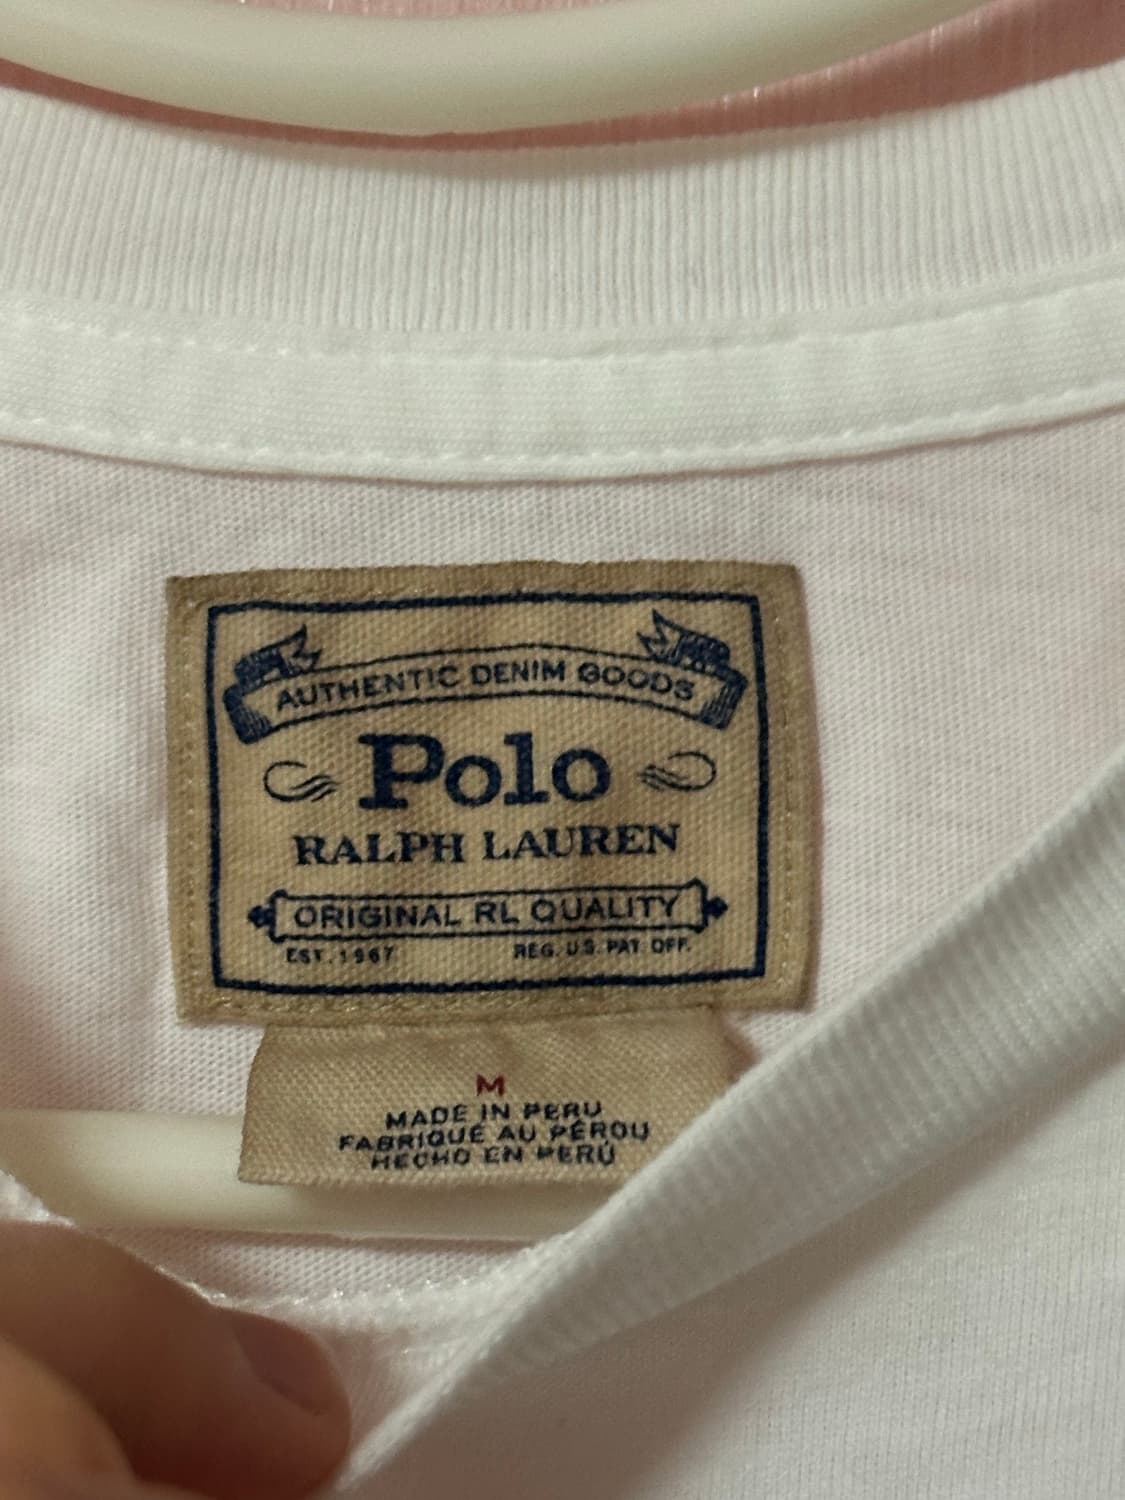 AUTHENTIC DENIM GOODS
Polo
RALPH LAUREN
ORIGINAL RL QUALITY
EST. 1967 REG. U.S. PAT. OFF.
M
MADE IN PERU
FABRIQUÉ AU PÉROU
HECHO EN PERÚ